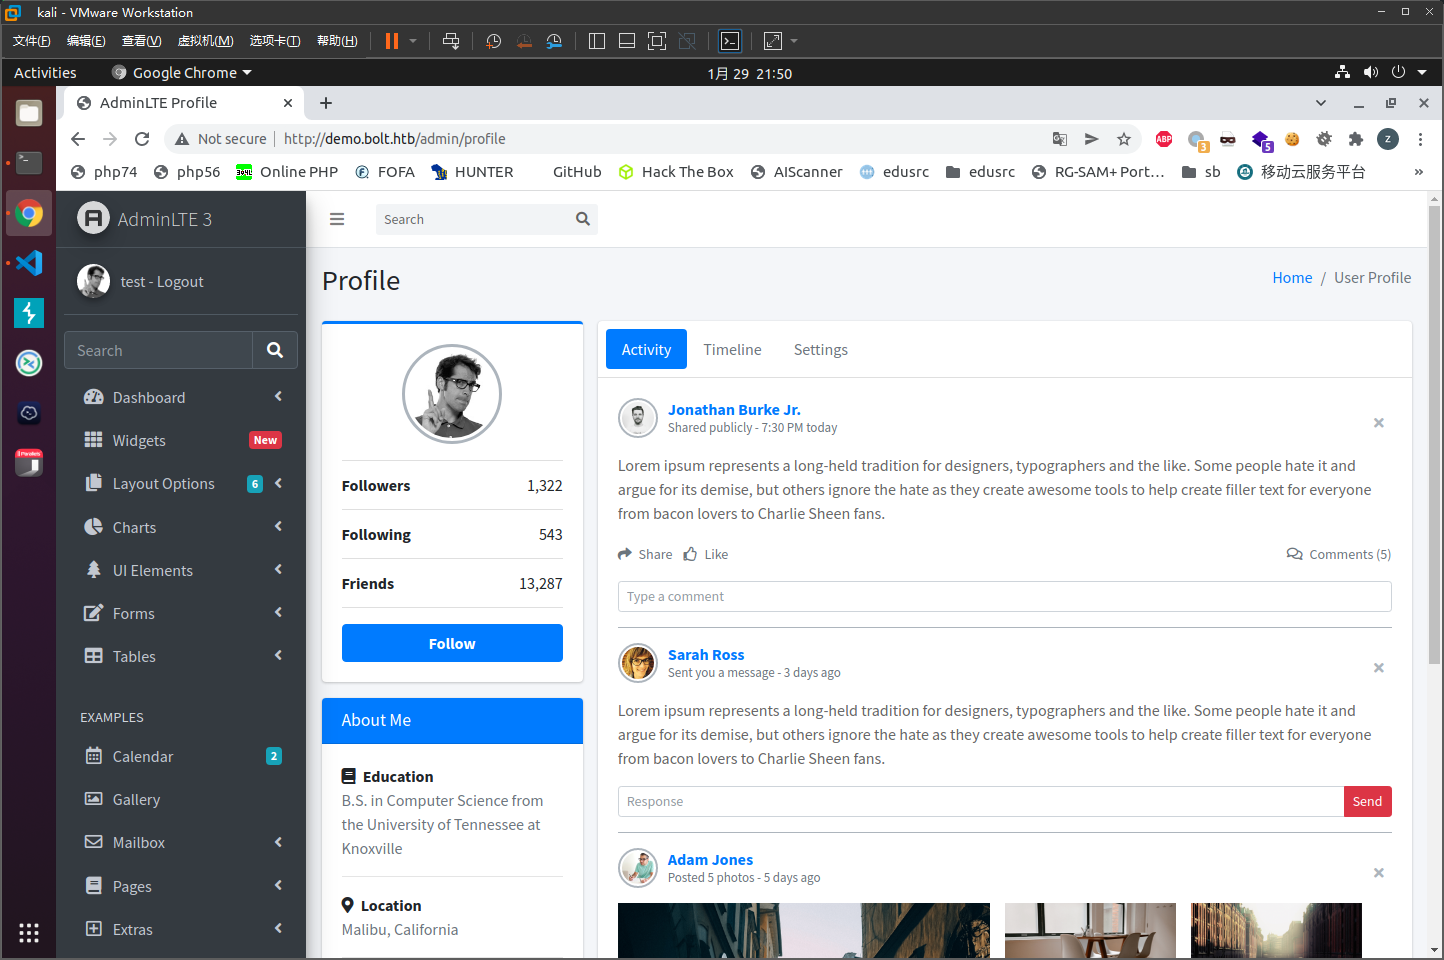 kali - VMware Workstation
文件(F) 编辑(E) 查看(V) 虚拟机(M) 选项卡(T) 帮助(H)
Activities Google Chrome 1月 29 21:50
AdminLTE Profile
Not secure http://demo.bolt.htb/admin/profile ABP 3 5 z
php74 php56 Online PHP FOFA HUNTER GitHub Hack The Box AIScanner edusrc edusrc RG-SAM+ Port… sb 移动云服务平台 »
AdminLTE 3
Search
test - Logout
Search
Dashboard
Widgets New
Layout Options 6
Charts
UI Elements
Forms
Tables
EXAMPLES
Calendar 2
Gallery
Mailbox
Pages
Extras
Profile
Home / User Profile
Followers 1,322
Following 543
Friends 13,287
Follow
About Me
Education
B.S. in Computer Science from
the University of Tennessee at
Knoxville
Location
Malibu, California
Activity Timeline Settings
Jonathan Burke Jr.
Shared publicly - 7:30 PM today
Lorem ipsum represents a long-held tradition for designers, typographers and the like. Some people hate it and
argue for its demise, but others ignore the hate as they create awesome tools to help create filler text for everyone
from bacon lovers to Charlie Sheen fans.
Share Like Comments (5)
Type a comment
Sarah Ross
Sent you a message - 3 days ago
Lorem ipsum represents a long-held tradition for designers, typographers and the like. Some people hate it and
argue for its demise, but others ignore the hate as they create awesome tools to help create filler text for everyone
from bacon lovers to Charlie Sheen fans.
Response Send
Adam Jones
Posted 5 photos - 5 days ago